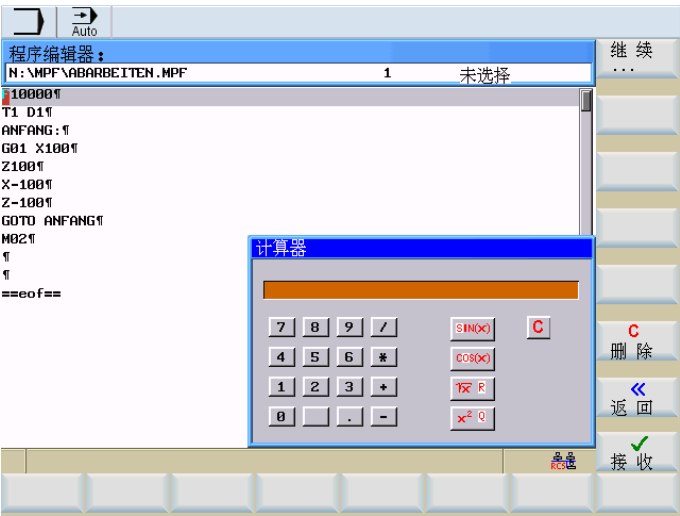 Auto
程序编辑器：
N:\MPF\ABARBEITEN.MPF 1 未选择
10000¶
T1 D1¶
ANFANG:¶
G01 X100¶
Z100¶
X-100¶
Z-100¶
GOTO ANFANG¶
M02¶
¶
¶
==eof==
计算器
7 8 9 / SIN(x) C
4 5 6 * COS(x)
1 2 3 + √x R
0 . - x² Q
继 续
...
C
删 除
«
返 回
接 收
RCS